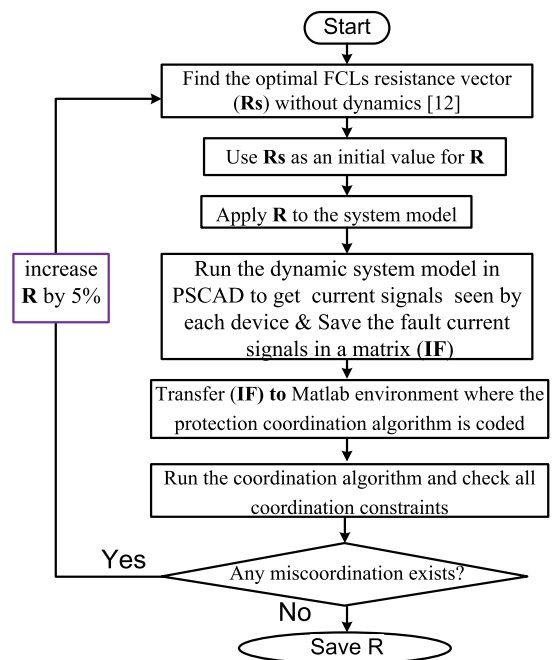 Start
Find the optimal FCLs resistance vector
(Rs) without dynamics [12]
Use Rs as an initial value for R
Apply R to the system model
increase
R by 5%
Run the dynamic system model in
PSCAD to get current signals seen by
each device & Save the fault current
signals in a matrix (IF)
Transfer (IF) to Matlab environment where the
protection coordination algorithm is coded
Run the coordination algorithm and check all
coordination constraints
Yes
Any miscoordination exists?
No
Save R